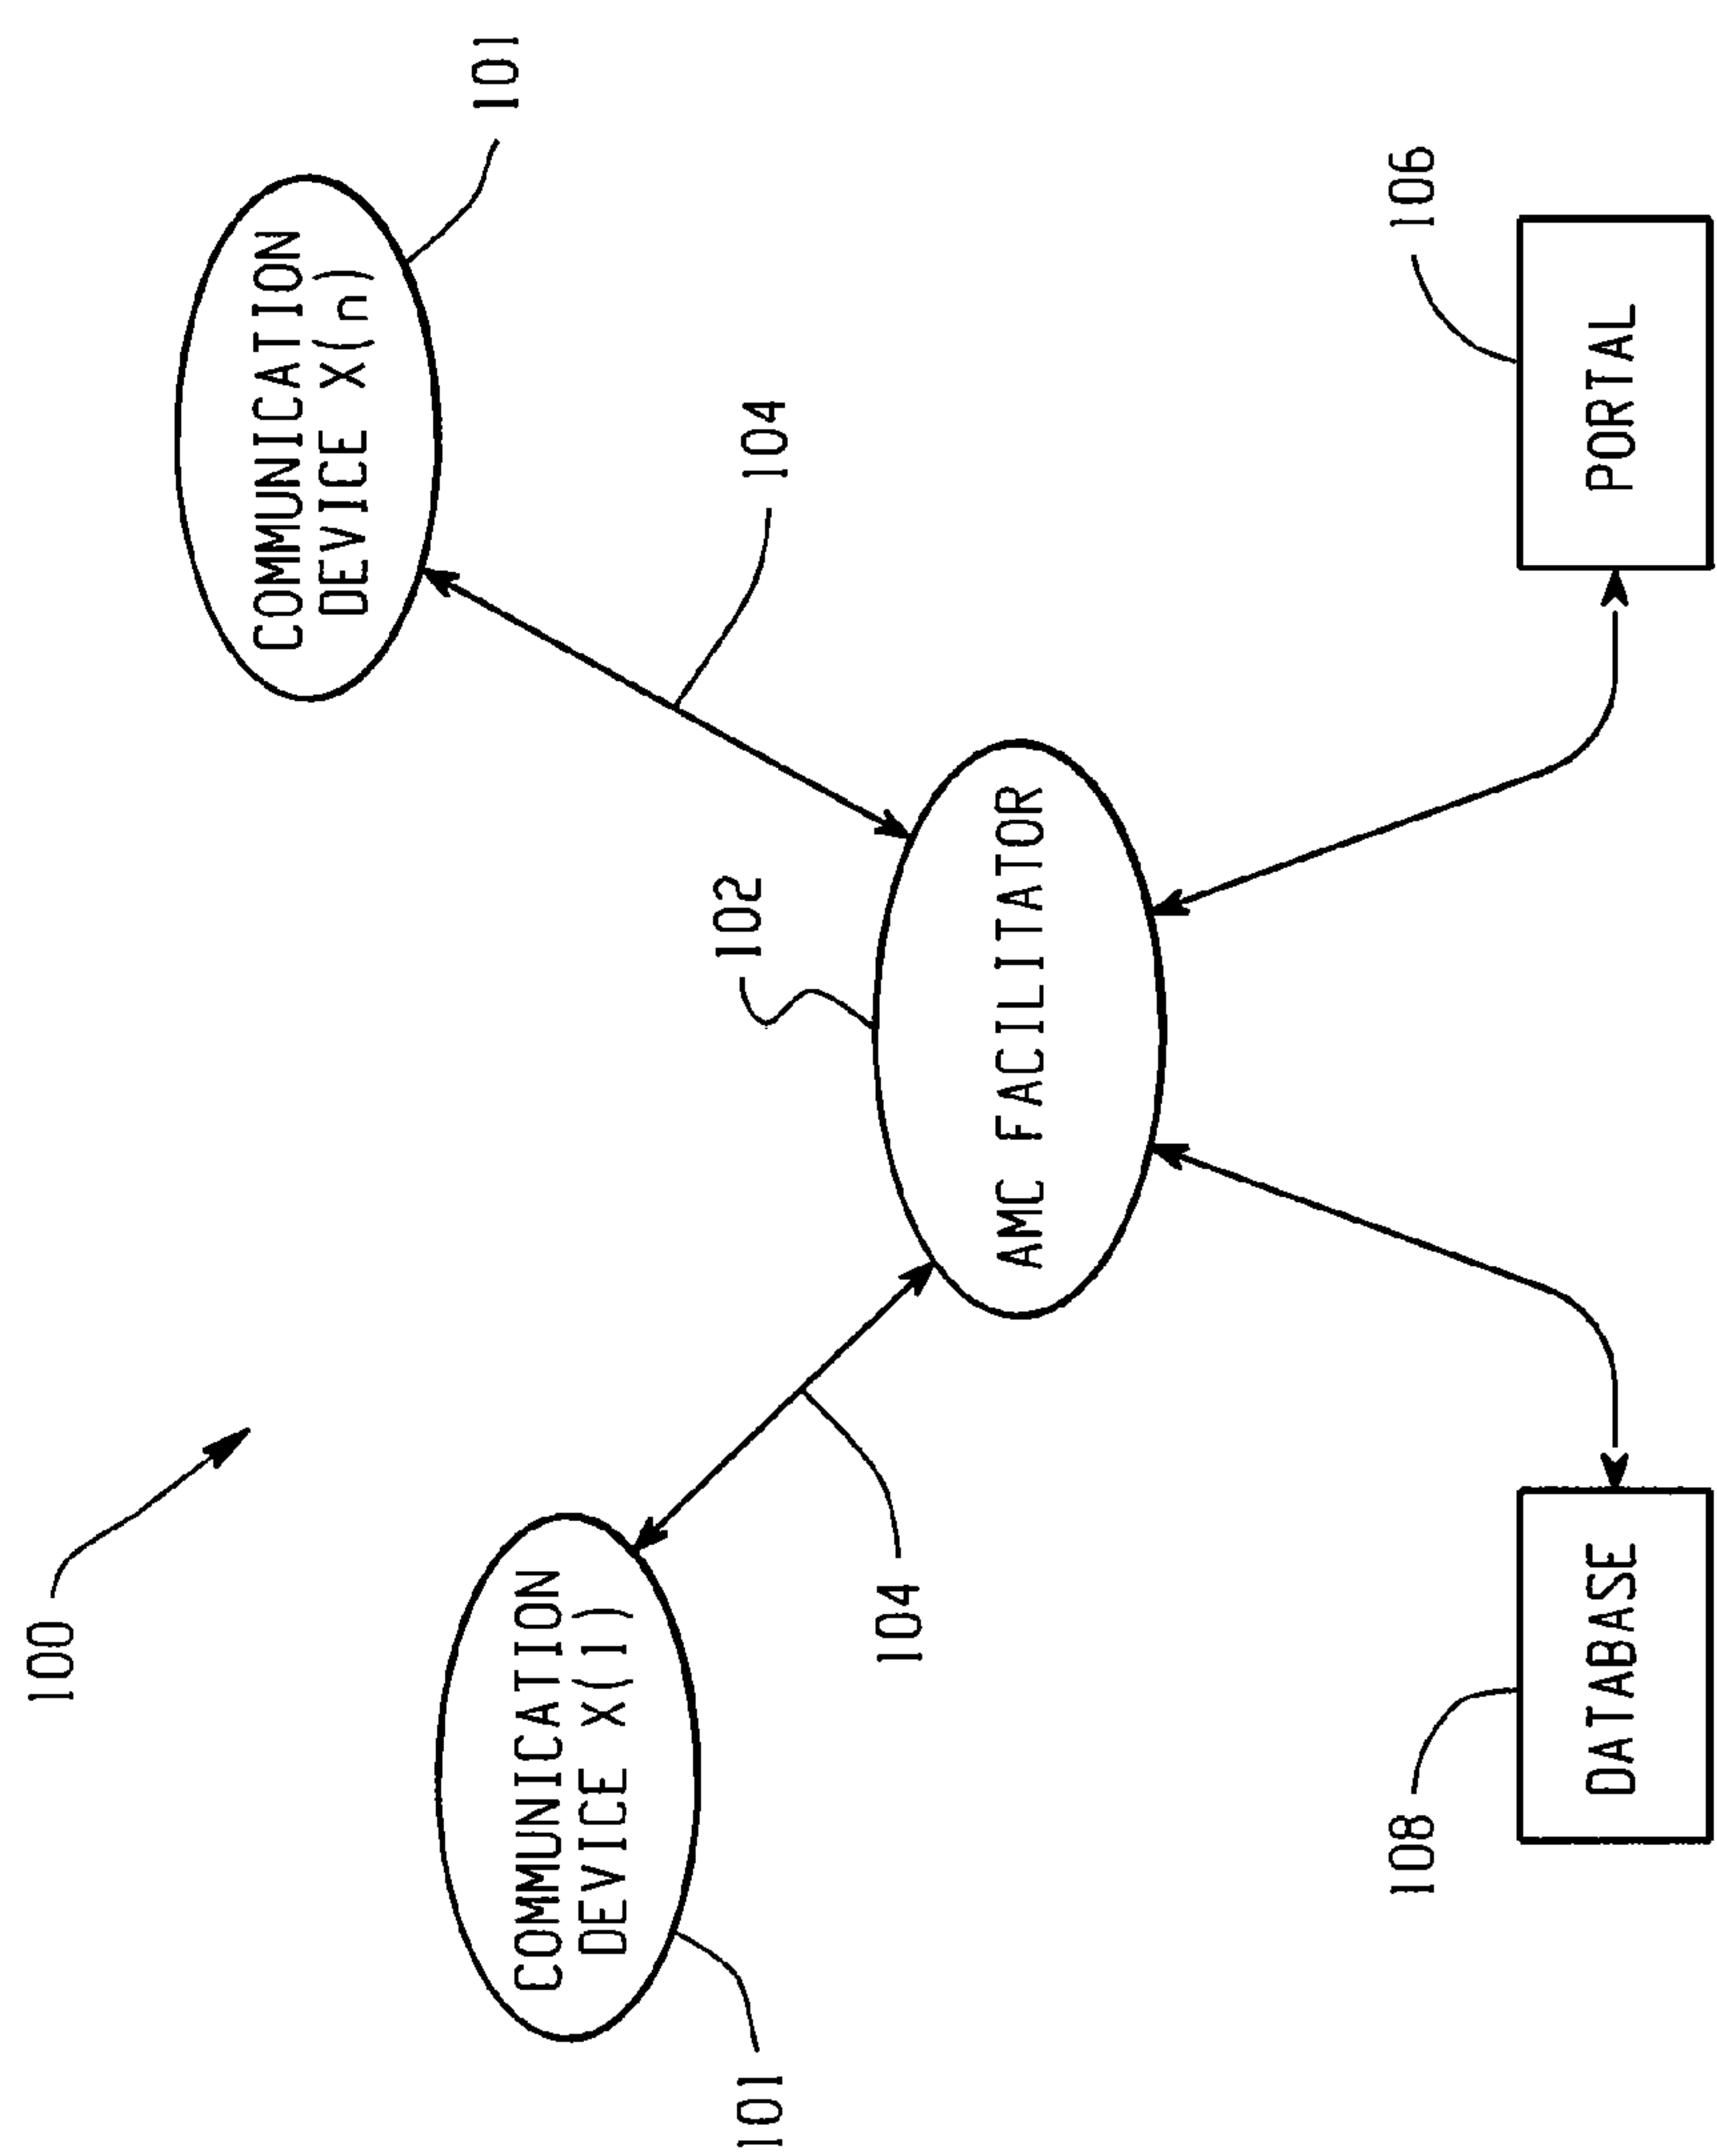 100
COMMUNICATION
DEVICE X(n)
101
COMMUNICATION
DEVICE X(1)
101
102
104
104
AMC FACILITATOR
108
106
DATABASE
PORTAL